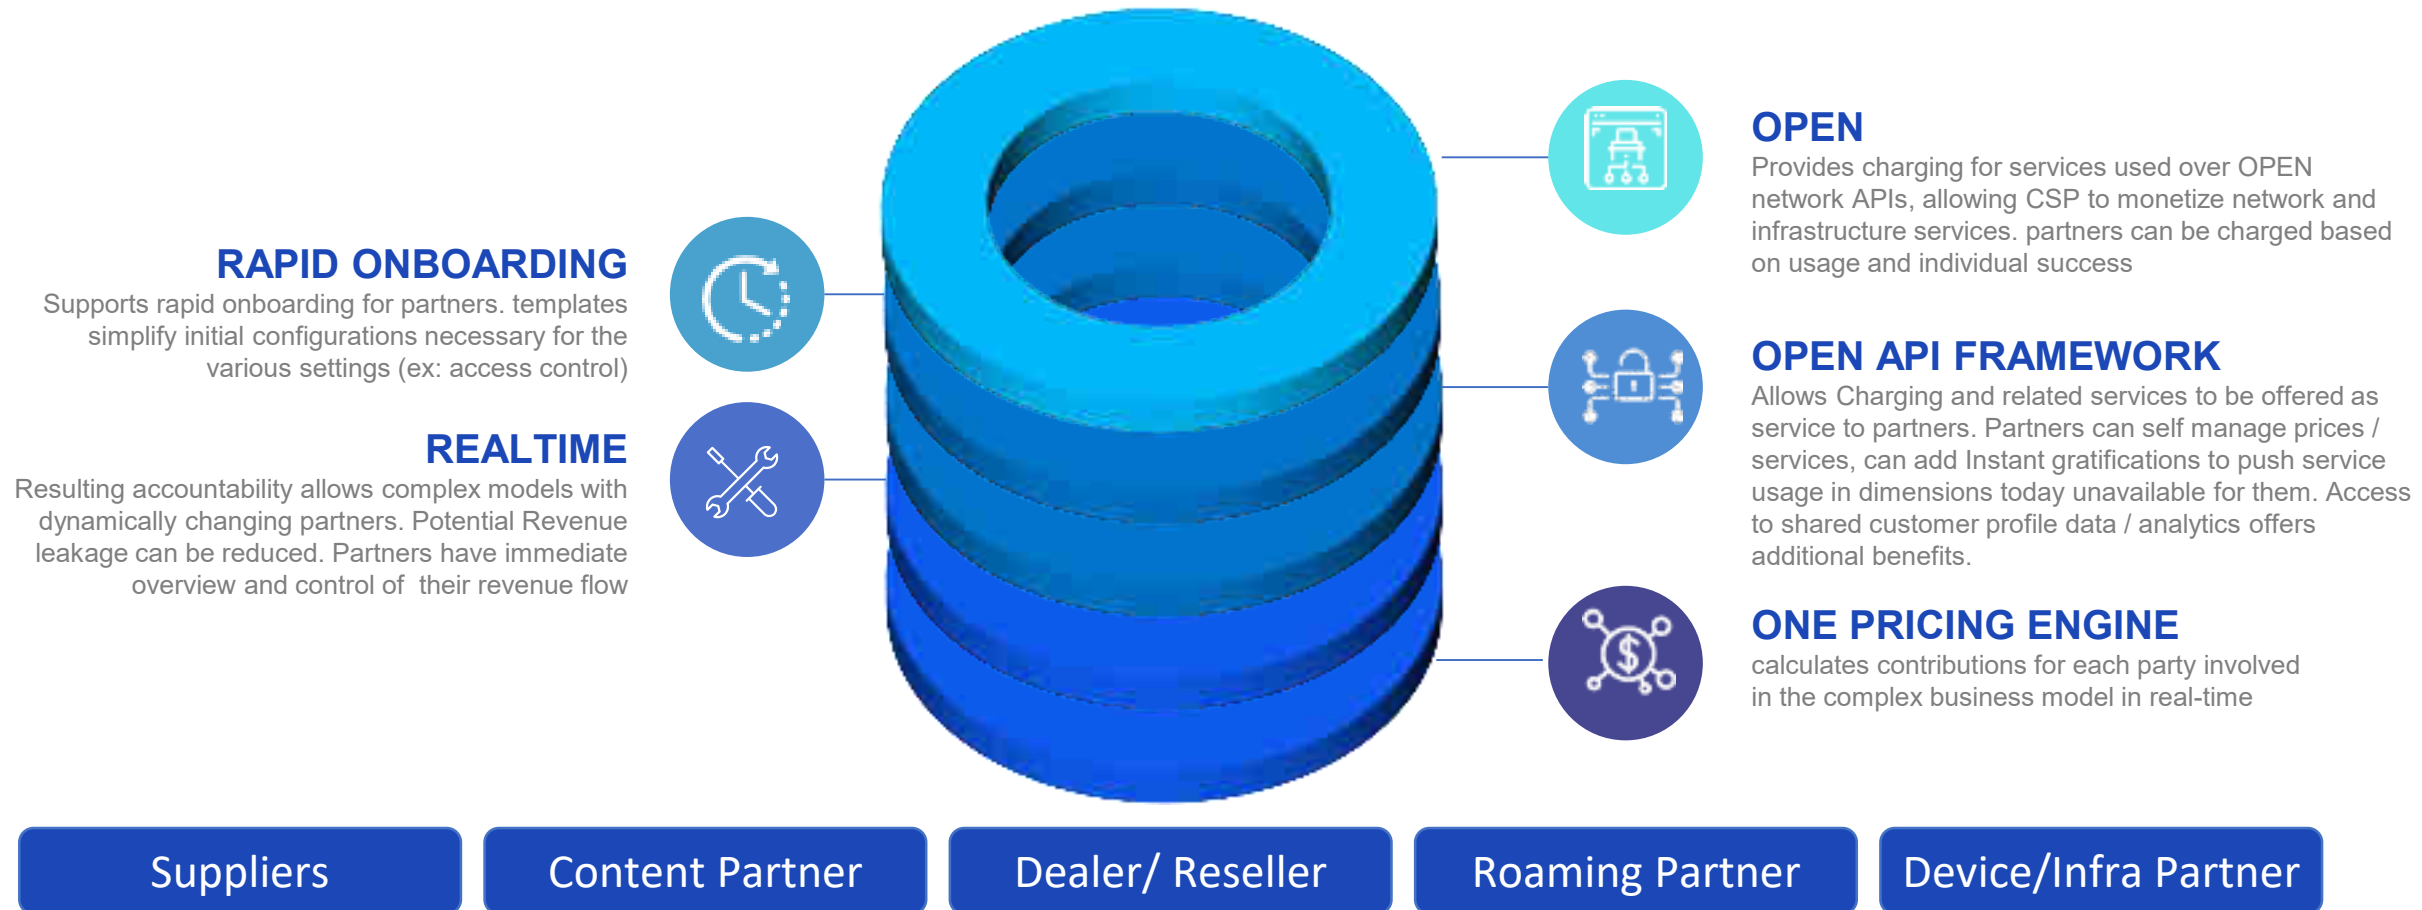 RAPID ONBOARDING
Supports rapid onboarding for partners. templates
simplify initial configurations necessary for the
various settings (ex: access control)
REALTIME
Resulting accountability allows complex models with
dynamically changing partners. Potential Revenue
leakage can be reduced. Partners have immediate
overview and control of  their revenue flow
OPEN
Provides charging for services used over OPEN
network APIs, allowing CSP to monetize network and
infrastructure services. partners can be charged based
on usage and individual success
OPEN API FRAMEWORK
Allows Charging and related services to be offered as
service to partners. Partners can self manage prices /
services, can add Instant gratifications to push service
usage in dimensions today unavailable for them. Access
to shared customer profile data / analytics offers
additional benefits.
ONE PRICING ENGINE
calculates contributions for each party involved
in the complex business model in real-time
Suppliers
Content Partner
Dealer/ Reseller
Roaming Partner
Device/Infra Partner